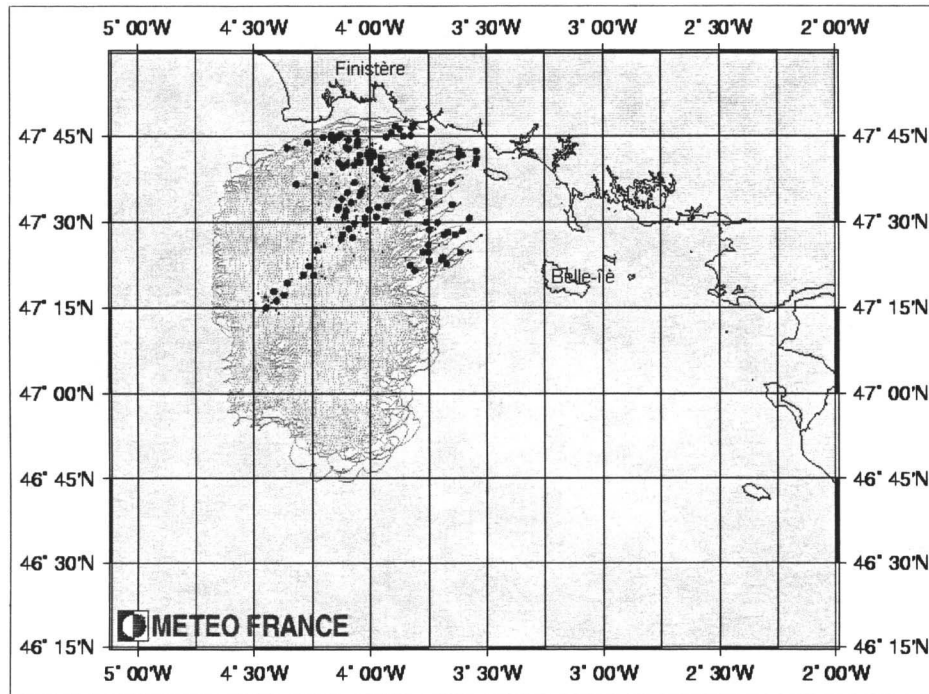 5° 00'W 4° 30'W 4° 00'W 3° 30'W 3° 00'W 2° 30'W 2° 00'W
Finistère
47° 45'N 47° 45'N
47° 30'N 47° 30'N
Belle-île
47° 15'N 47° 15'N
47° 00'N 47° 00'N
46° 45'N 46° 45'N
46° 30'N 46° 30'N
METEO FRANCE
46° 15'N 46° 15'N
5° 00'W 4° 30'W 4° 00'W 3° 30'W 3° 00'W 2° 30'W 2° 00'W